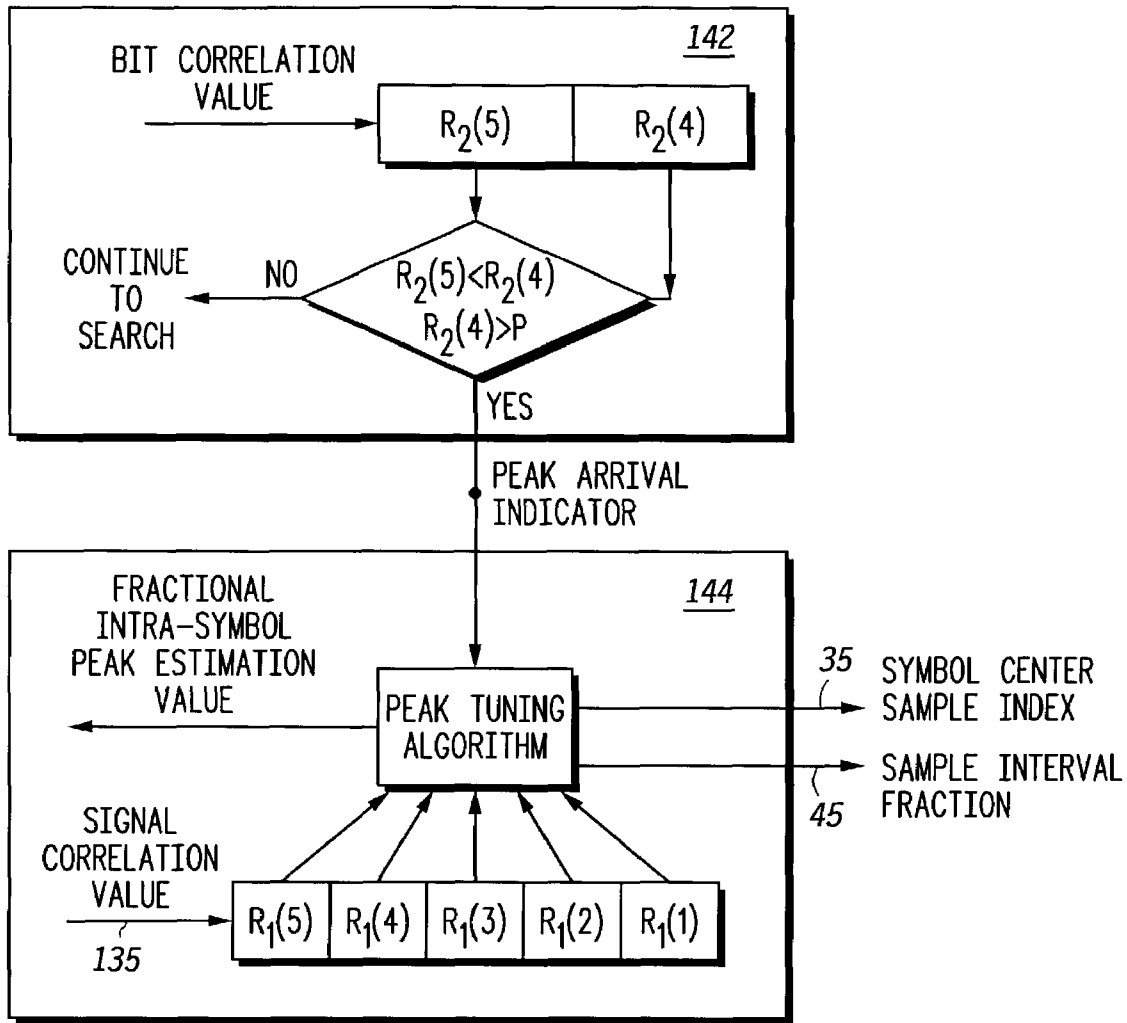 142
BIT CORRELATION
VALUE
R₂(5)
R₂(4)
CONTINUE
TO
SEARCH
NO
R₂(5)<R₂(4)
R₂(4)>P
YES
PEAK ARRIVAL
INDICATOR
144
FRACTIONAL
INTRA-SYMBOL
PEAK ESTIMATION
VALUE
PEAK TUNING
ALGORITHM
35
SYMBOL CENTER
SAMPLE INDEX
45
SAMPLE INTERVAL
FRACTION
SIGNAL
CORRELATION
VALUE
135
R₁(5)
R₁(4)
R₁(3)
R₁(2)
R₁(1)